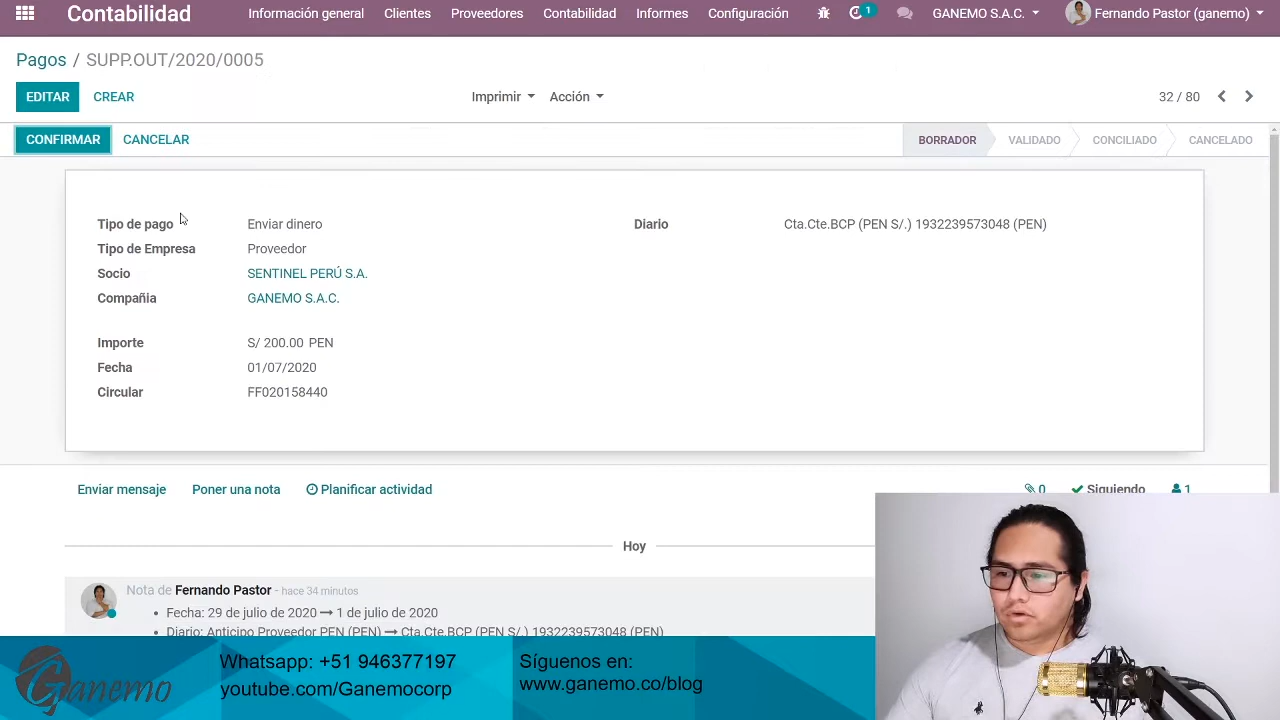 Contabilidad
Información general Clientes Proveedores Contabilidad Informes Configuración 1 GANEMO S.A.C. Fernando Pastor (ganemo)
Pagos / SUPP.OUT/2020/0005
EDITAR CREAR Imprimir Acción 32 / 80
CONFIRMAR CANCELAR BORRADOR VALIDADO CONCILIADO CANCELADO
Tipo de pago Enviar dinero Diario Cta.Cte.BCP (PEN S/.) 1932239573048 (PEN)
Tipo de Empresa Proveedor
Socio SENTINEL PERÚ S.A.
Compañia GANEMO S.A.C.
Importe S/ 200.00 PEN
Fecha 01/07/2020
Circular FF020158440
Enviar mensaje Poner una nota Planificar actividad 0 Siguiendo 1
Hoy
Nota de Fernando Pastor - hace 34 minutos
• Fecha: 29 de julio de 2020 → 1 de julio de 2020
• Diario: Anticipo Proveedor PEN (PEN) → Cta.Cte.BCP (PEN S/.) 1932239573048 (PEN)
Ganemo
Whatsapp: +51 946377197
youtube.com/Ganemocorp
Síguenos en:
www.ganemo.co/blog